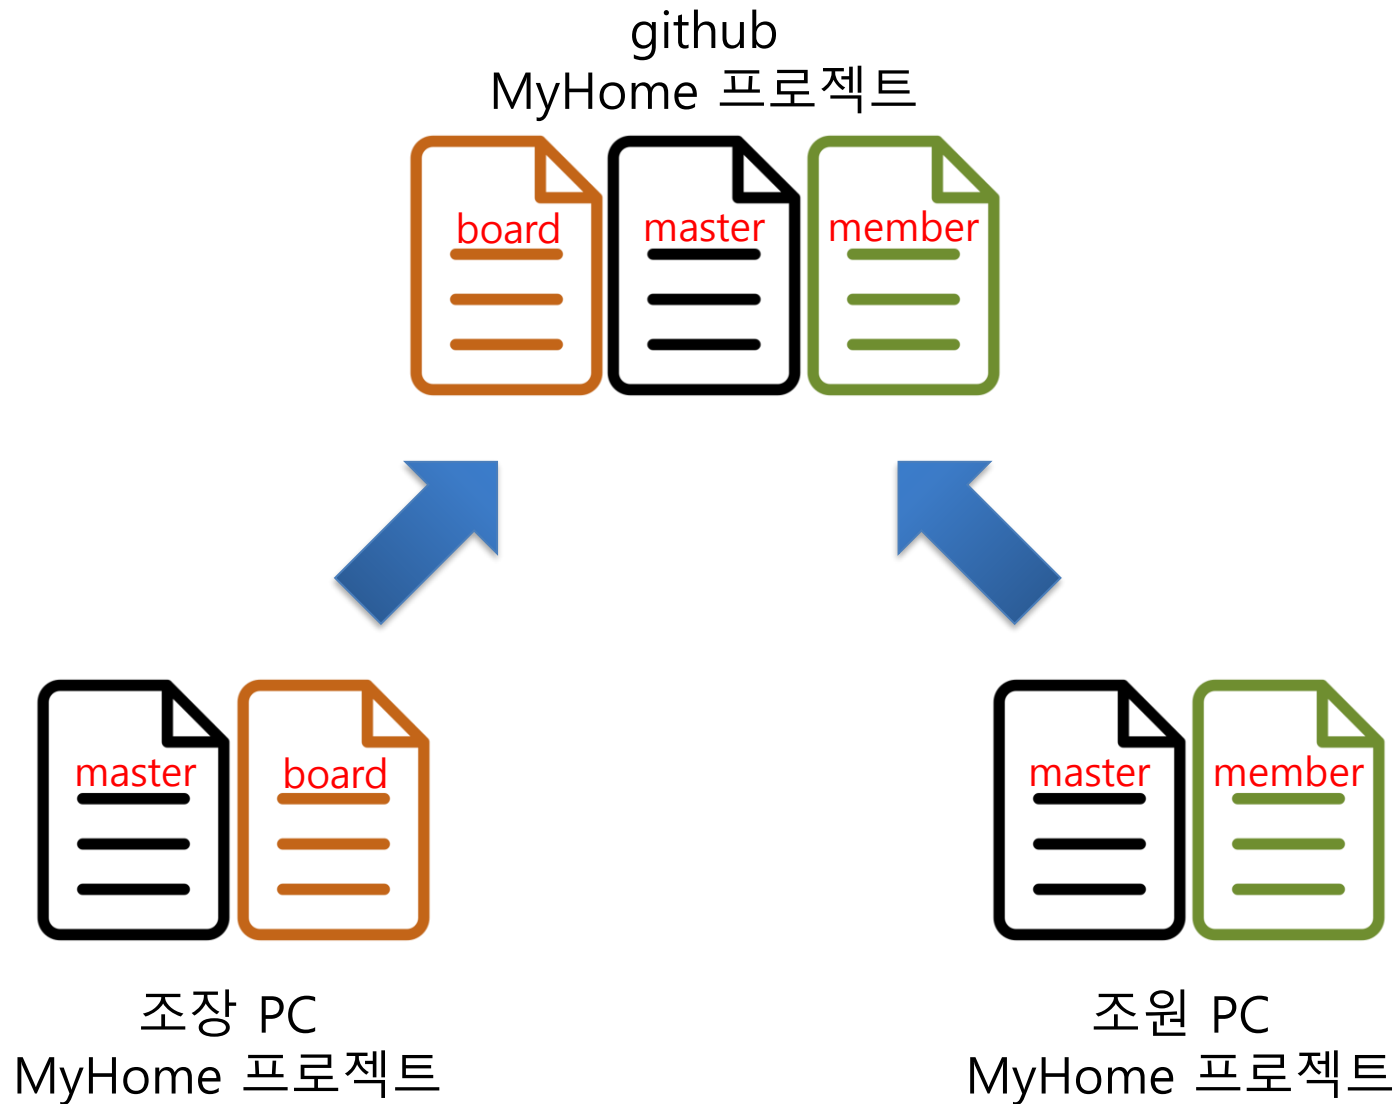 github
MyHome 프로젝트
board
master
member
master
board
master
member
조장 PC
MyHome 프로젝트
조원 PC
MyHome 프로젝트